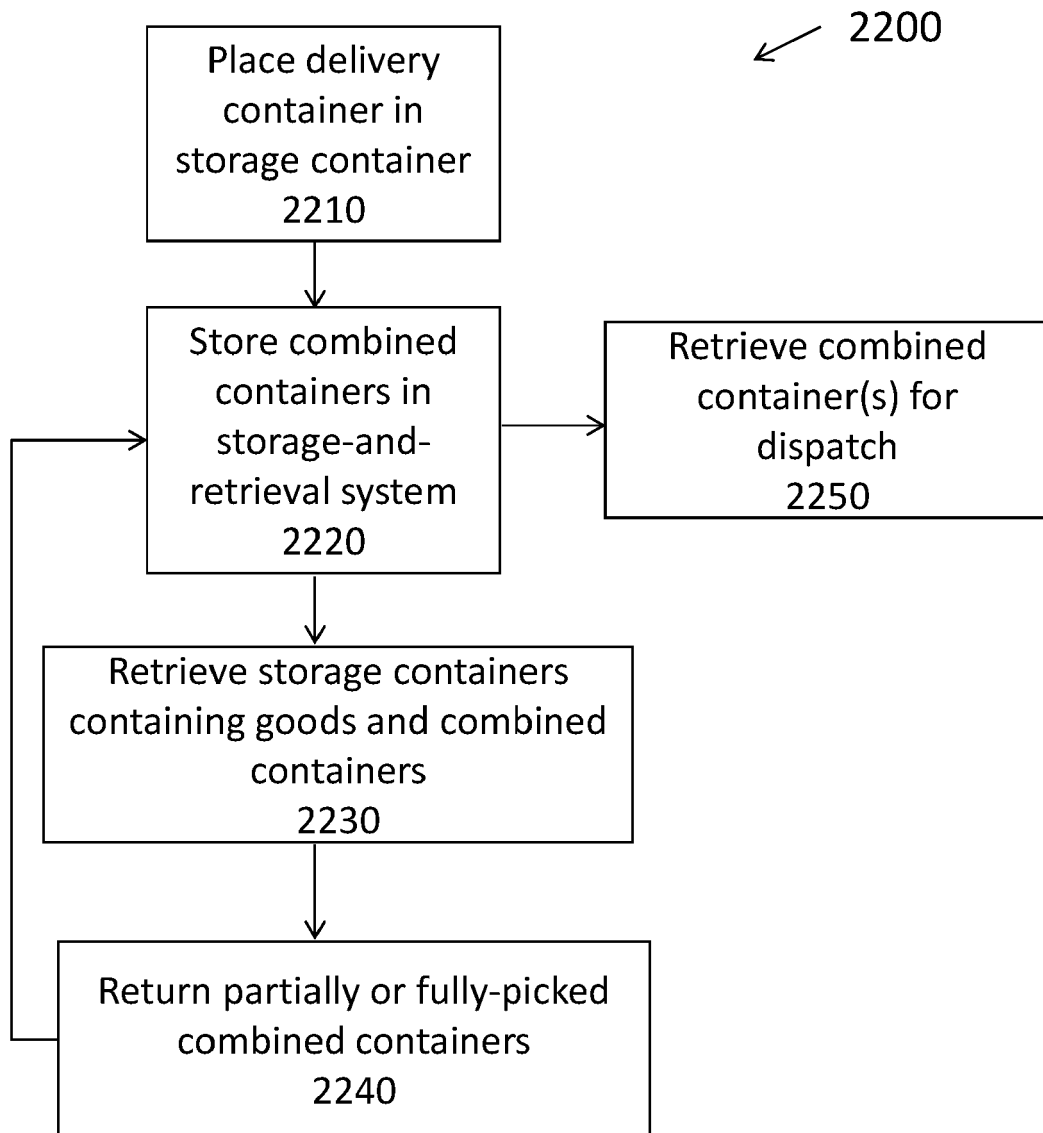 2200
Place delivery
container in
storage container
2210
Store combined
containers in
storage-and-
retrieval system
2220
Retrieve combined
container(s) for
dispatch
2250
Retrieve storage containers
containing goods and combined
containers
2230
Return partially or fully-picked
combined containers
2240